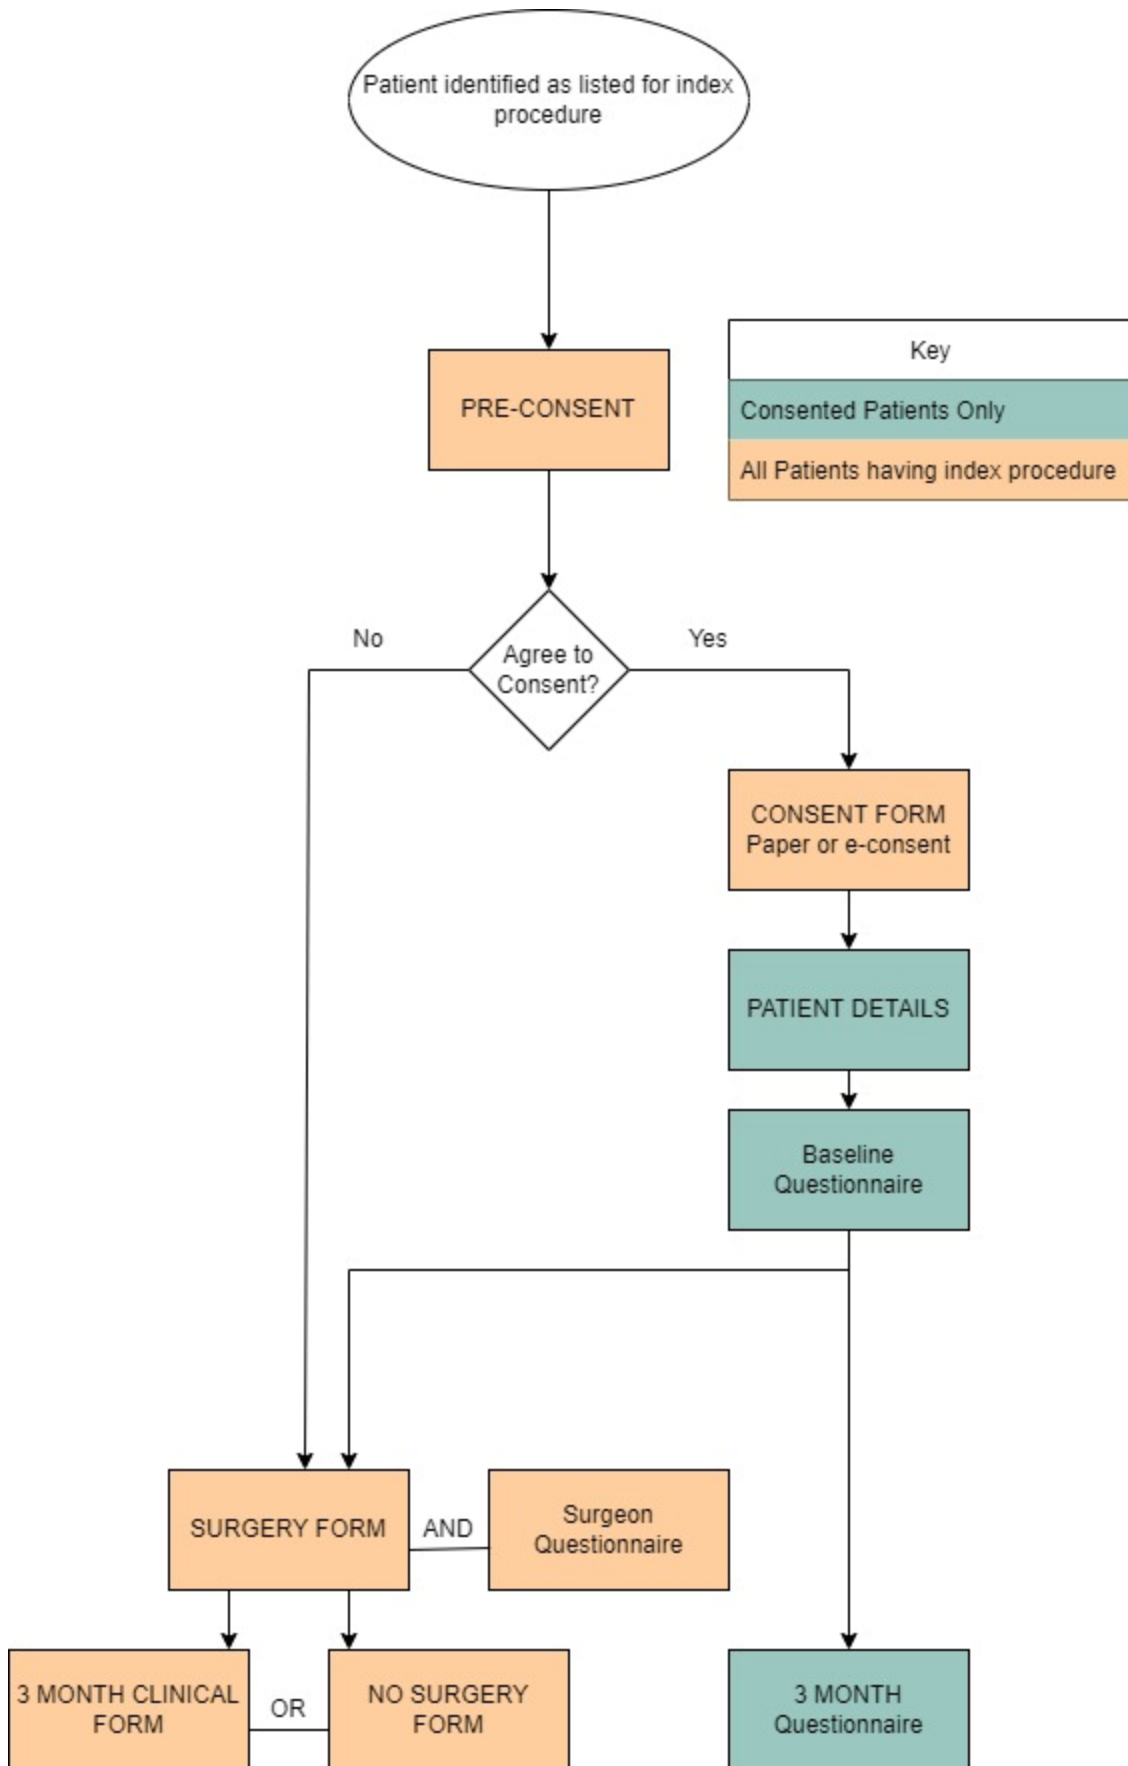 Patient identified as listed for index
procedure
PRE-CONSENT
Key
Consented Patients Only
All Patients having index procedure
No
Agree to
Consent?
Yes
CONSENT FORM
Paper or e-consent
PATIENT DETAILS
Baseline
Questionnaire
SURGERY FORM
AND
Surgeon
Questionnaire
3 MONTH CLINICAL
FORM
OR
NO SURGERY
FORM
3 MONTH
Questionnaire